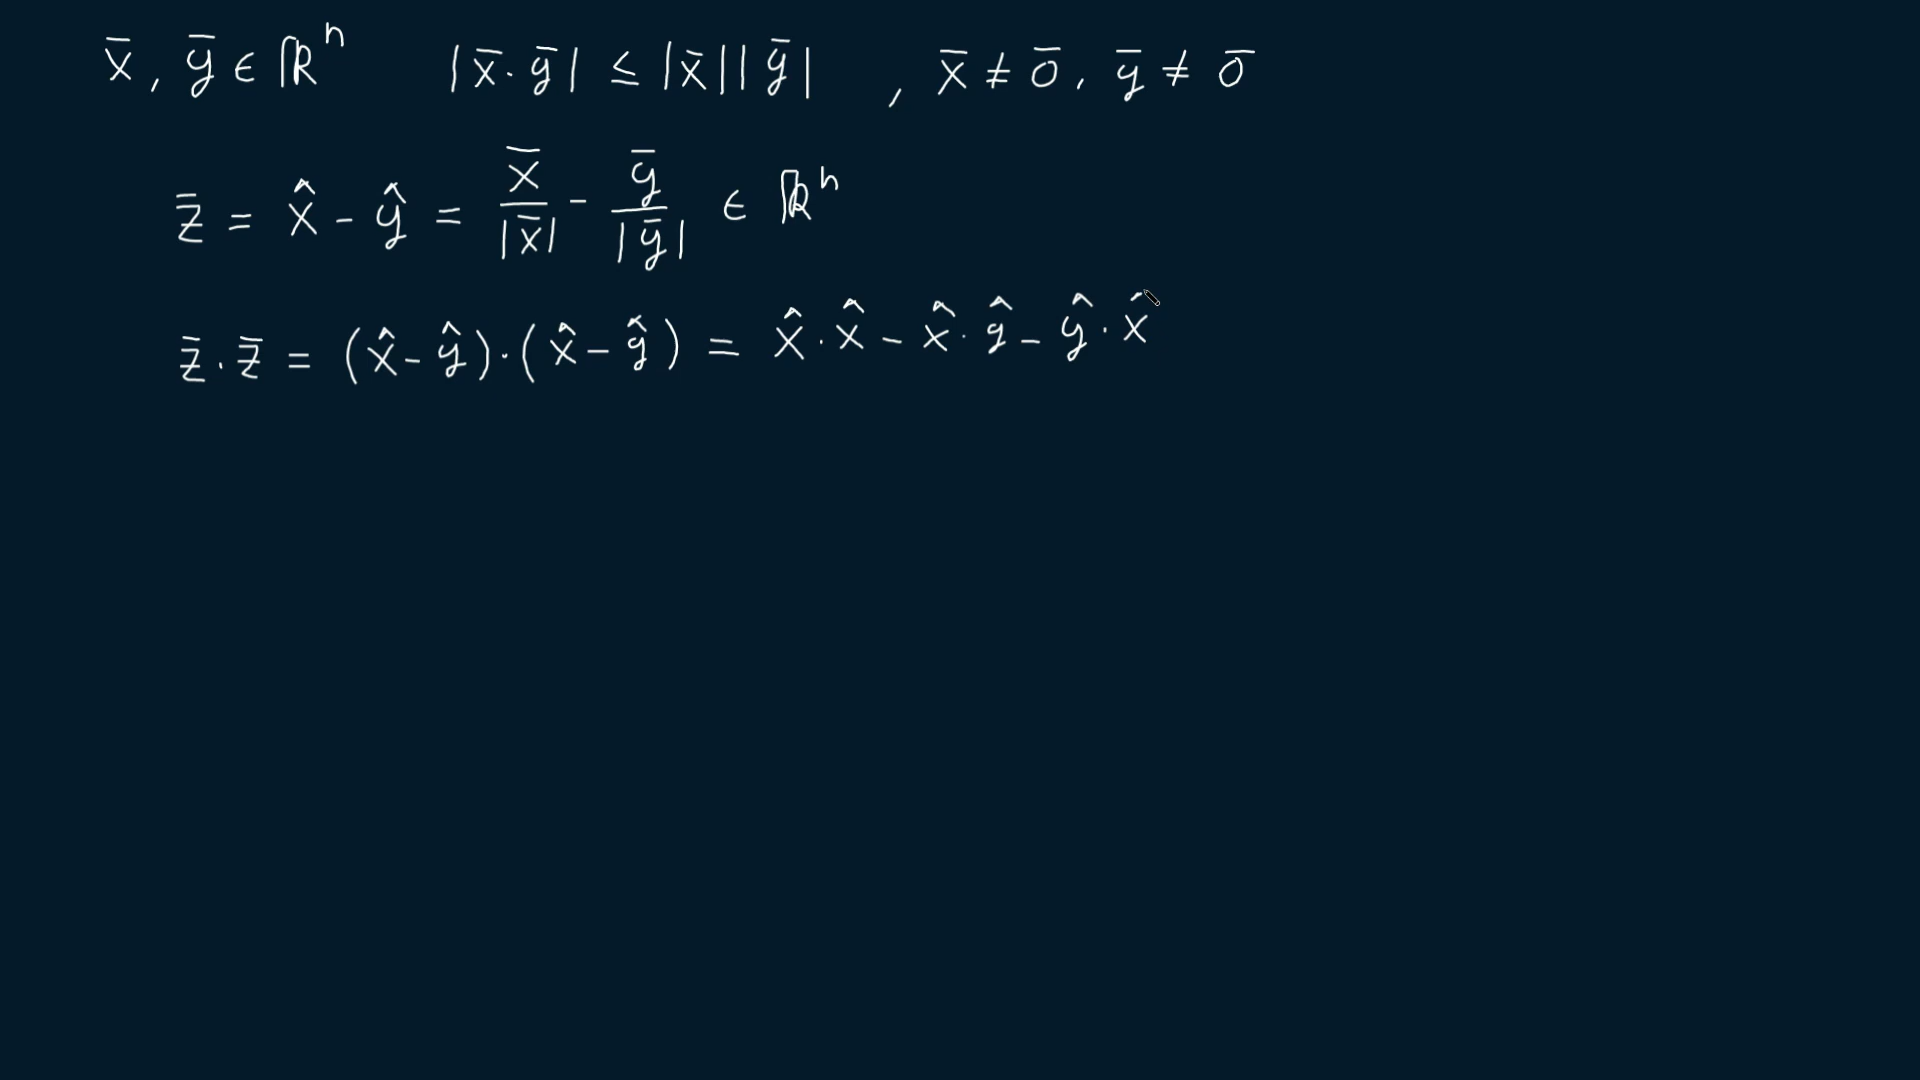 x̄, ȳ ∈ ℝⁿ |x̄·ȳ| ≤ |x̄||ȳ| , x̄ ≠ 0̄, ȳ ≠ 0̄
z̄ = x̂ - ŷ = x̄/|x̄| - ȳ/|ȳ| ∈ ℝⁿ
z̄·z̄ = (x̂-ŷ)·(x̂-ŷ) = x̂·x̂ - x̂·ŷ - ŷ·x̂